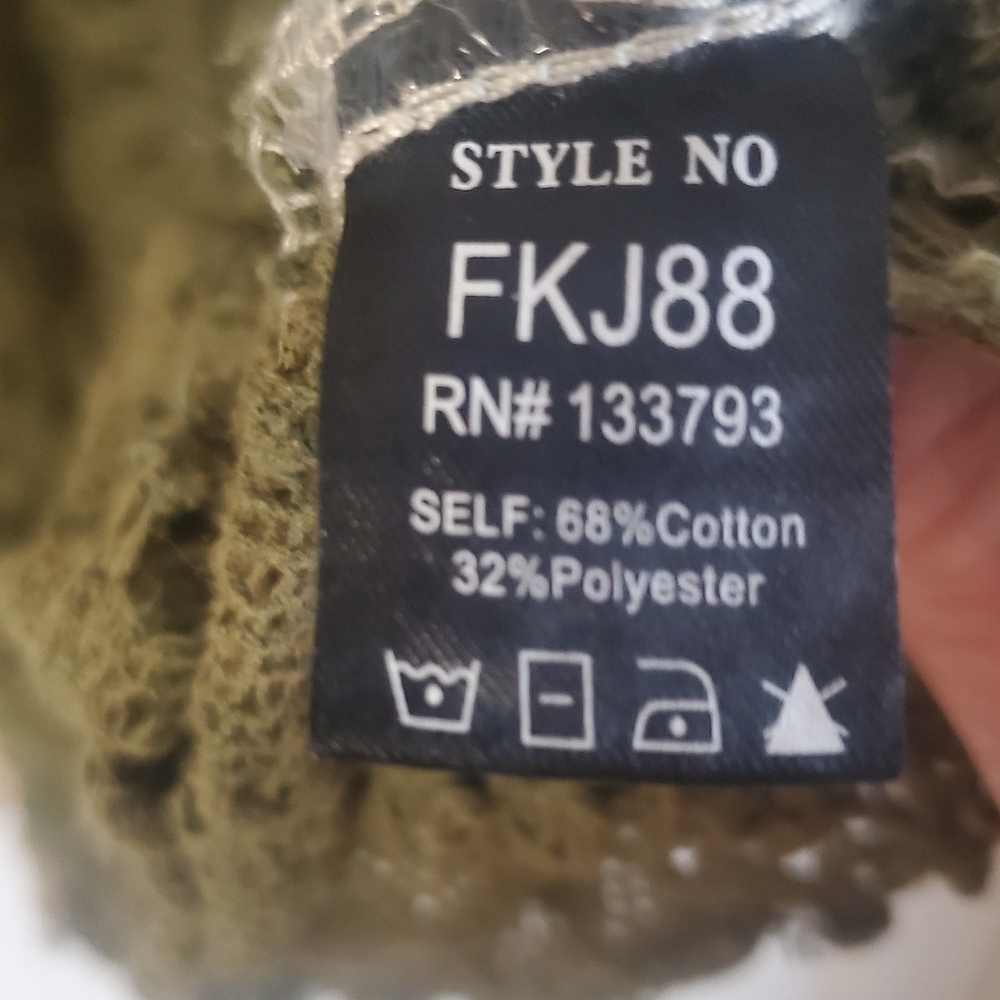 STYLE NO
FKJ88
RN# 133793
SELF: 68%Cotton
32%Polyester